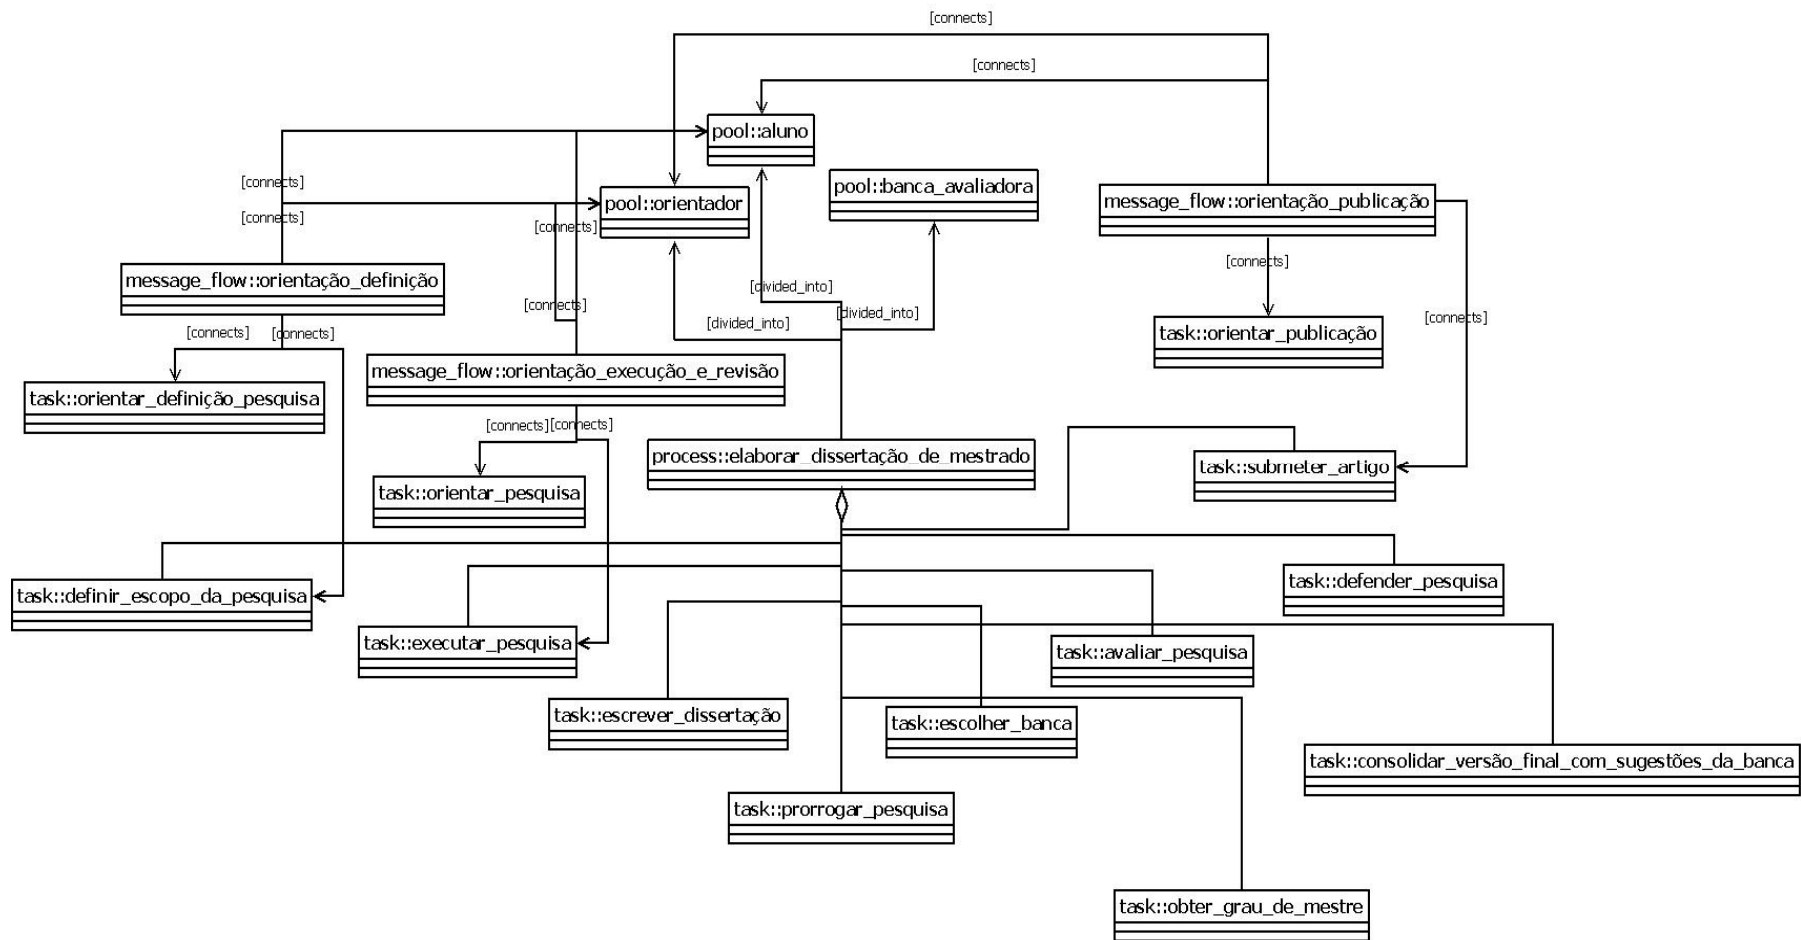 [connects]
[connects]
pool::aluno
[connects]
pool::banca_avaliadora
pool::orientador
message_flow::orientação_publicação
[connects]
[connects]
[connects]
message_flow::orientação_definição
[divided_into]
[connects]
[divided_into]
[divided_into]
[connects]
[connects]
[connects]
task::orientar_publicação
message_flow::orientação_execução_e_revisão
task::orientar_definição_pesquisa
[connects]
[connects]
process::elaborar_dissertação_de_mestrado
task::submeter_artigo
task::orientar_pesquisa
task::defender_pesquisa
task::definir_escopo_da_pesquisa
task::executar_pesquisa
task::avaliar_pesquisa
task::escrever_dissertação
task::escolher_banca
task::consolidar_versão_final_com_sugestões_da_banca
task::prorrogar_pesquisa
task::obter_grau_de_mestre